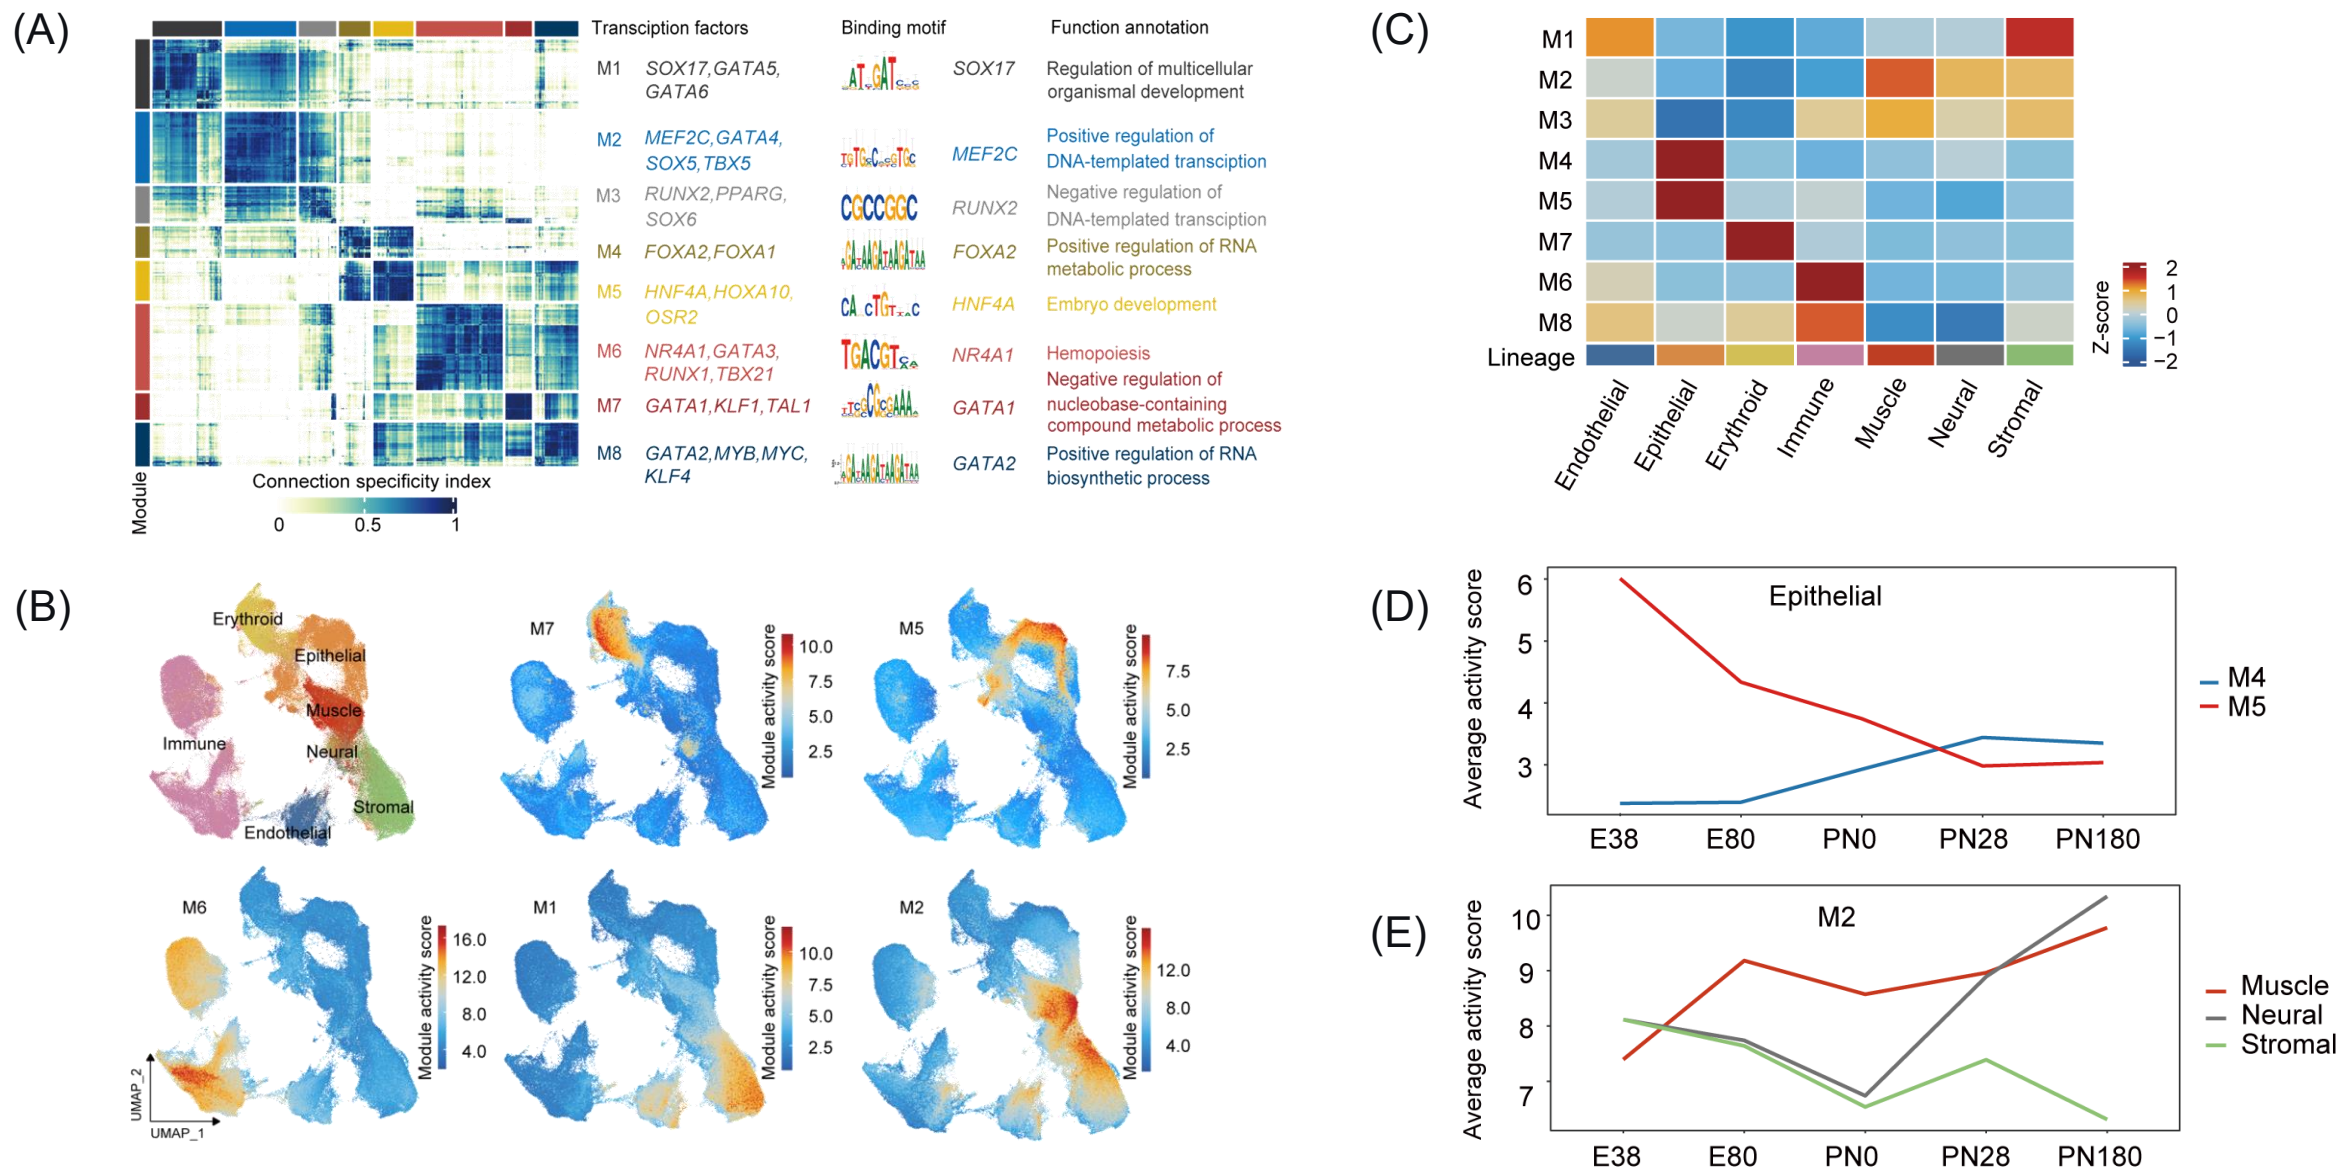 (A)
Transciption factors
Binding motif
Function annotation
M1
SOX17,GATA5,
GATA6
SOX17
Regulation of multicellular
organismal development
M2
MEF2C,GATA4,
SOX5,TBX5
MEF2C
Positive regulation of
DNA-templated transciption
M3
RUNX2,PPARG,
SOX6
CGCCGGC
RUNX2
Negative regulation of
DNA-templated transciption
M4
FOXA2,FOXA1
FOXA2
Positive regulation of RNA
metabolic process
M5
HNF4A,HOXA10,
OSR2
HNF4A
Embryo development
M6
NR4A1,GATA3,
RUNX1,TBX21
TGACGT
NR4A1
Hemopoiesis
M7
GATA1,KLF1,TAL1
GATA1
Negative regulation of
nucleobase-containing
compound metabolic process
M8
GATA2,MYB,MYC,
KLF4
GATA2
Positive regulation of RNA
biosynthetic process
Module
Connection specificity index
0 0.5 1
(B)
Erythroid
Epithelial
Muscle
Immune
Neural
Stromal
Endothelial
M7
Module activity score
10.0
7.5
5.0
2.5
M5
Module activity score
7.5
5.0
2.5
M6
Module activity score
16.0
12.0
8.0
4.0
UMAP_2
UMAP_1
M1
Module activity score
10.0
7.5
5.0
2.5
M2
Module activity score
12.0
8.0
4.0
(C)
M1
M2
M3
M4
M5
M7
M6
M8
Lineage
Endothelial
Epithelial
Erythroid
Immune
Muscle
Neural
Stromal
Z-score
2
1
0
−1
−2
(D)
Epithelial
Average activity score
6
5
4
3
E38 E80 PN0 PN28 PN180
M4
M5
(E)
M2
Average activity score
10
9
8
7
E38 E80 PN0 PN28 PN180
Muscle
Neural
Stromal